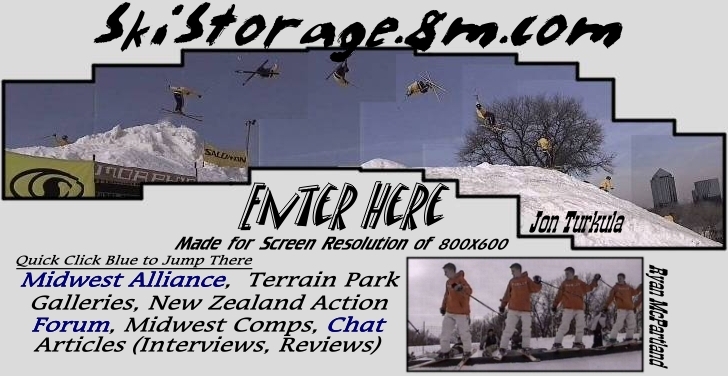 SkiStorage.8m.com
SALOMON
MORPHIC
ENTER HERE
Jon Turkula
Made for Screen Resolution of 800X600
Quick Click Blue to Jump There
Midwest Alliance, Terrain Park
Galleries, New Zealand Action
Forum, Midwest Comps, Chat
Articles (Interviews, Reviews)
Ryan McPartland